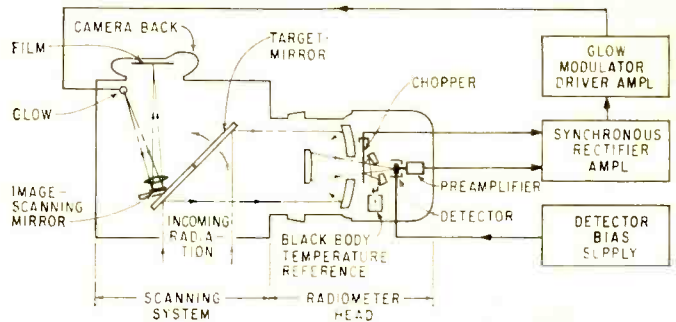 CAMERA BACK
FILM
TARGET-
MIRROR
GLOW
MODULATOR
DRIVER AMPL
CHOPPER
GLOW
SYNCHRONOUS
RECTIFIER
AMPL
IMAGE-
SCANNING
MIRROR
INCOMING
RADIA-
TION
PREAMPLIFIER
DETECTOR
BLACK BODY
TEMPERATURE
REFERENCE
DETECTOR
BIAS
SUPPLY
SCANNING
SYSTEM
RADIOMETER
HEAD